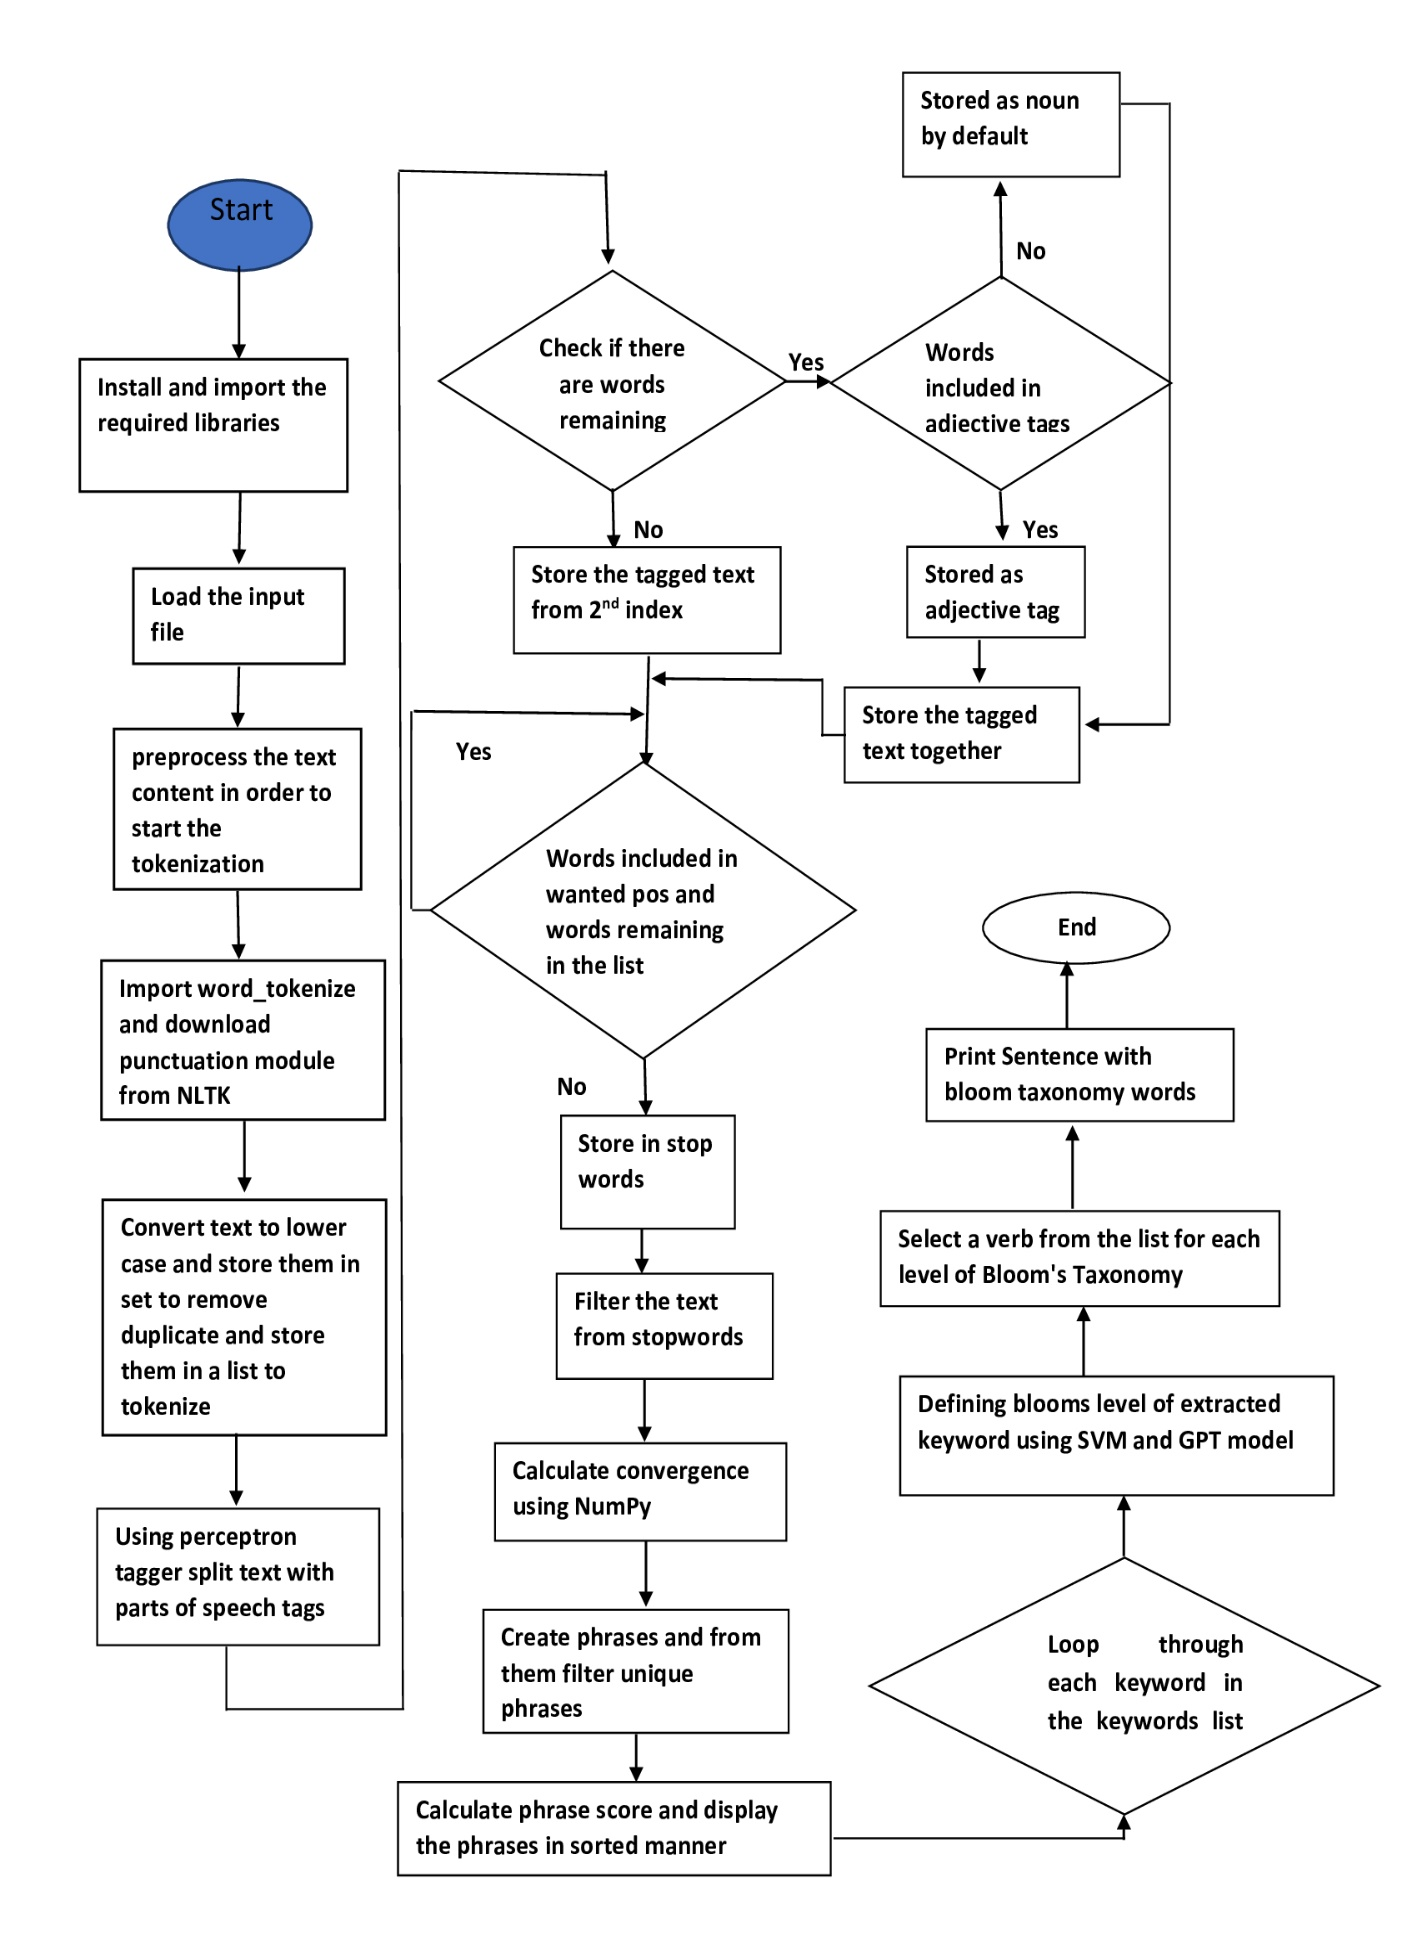 Start
Install and import the
required libraries
Load the input
file
preprocess the text
content in order to
start the
tokenization
Import word_tokenize
and download
punctuation module
from NLTK
Convert text to lower
case and store them in
set to remove
duplicate and store
them in a list to
tokenize
Using perceptron
tagger split text with
parts of speech tags
Check if there
are words
remaining
Yes
No
Words
included in
adjective tags
No
Stored as noun
by default
Yes
Stored as
adjective tag
Store the tagged
text together
Store the tagged text
from 2nd index
Yes
Words included in
wanted pos and
words remaining
in the list
No
Store in stop
words
Filter the text
from stopwords
Calculate convergence
using NumPy
Create phrases and from
them filter unique
phrases
Calculate phrase score and display
the phrases in sorted manner
Loop through
each keyword in
the keywords list
Defining blooms level of extracted
keyword using SVM and GPT model
Select a verb from the list for each
level of Bloom's Taxonomy
Print Sentence with
bloom taxonomy words
End